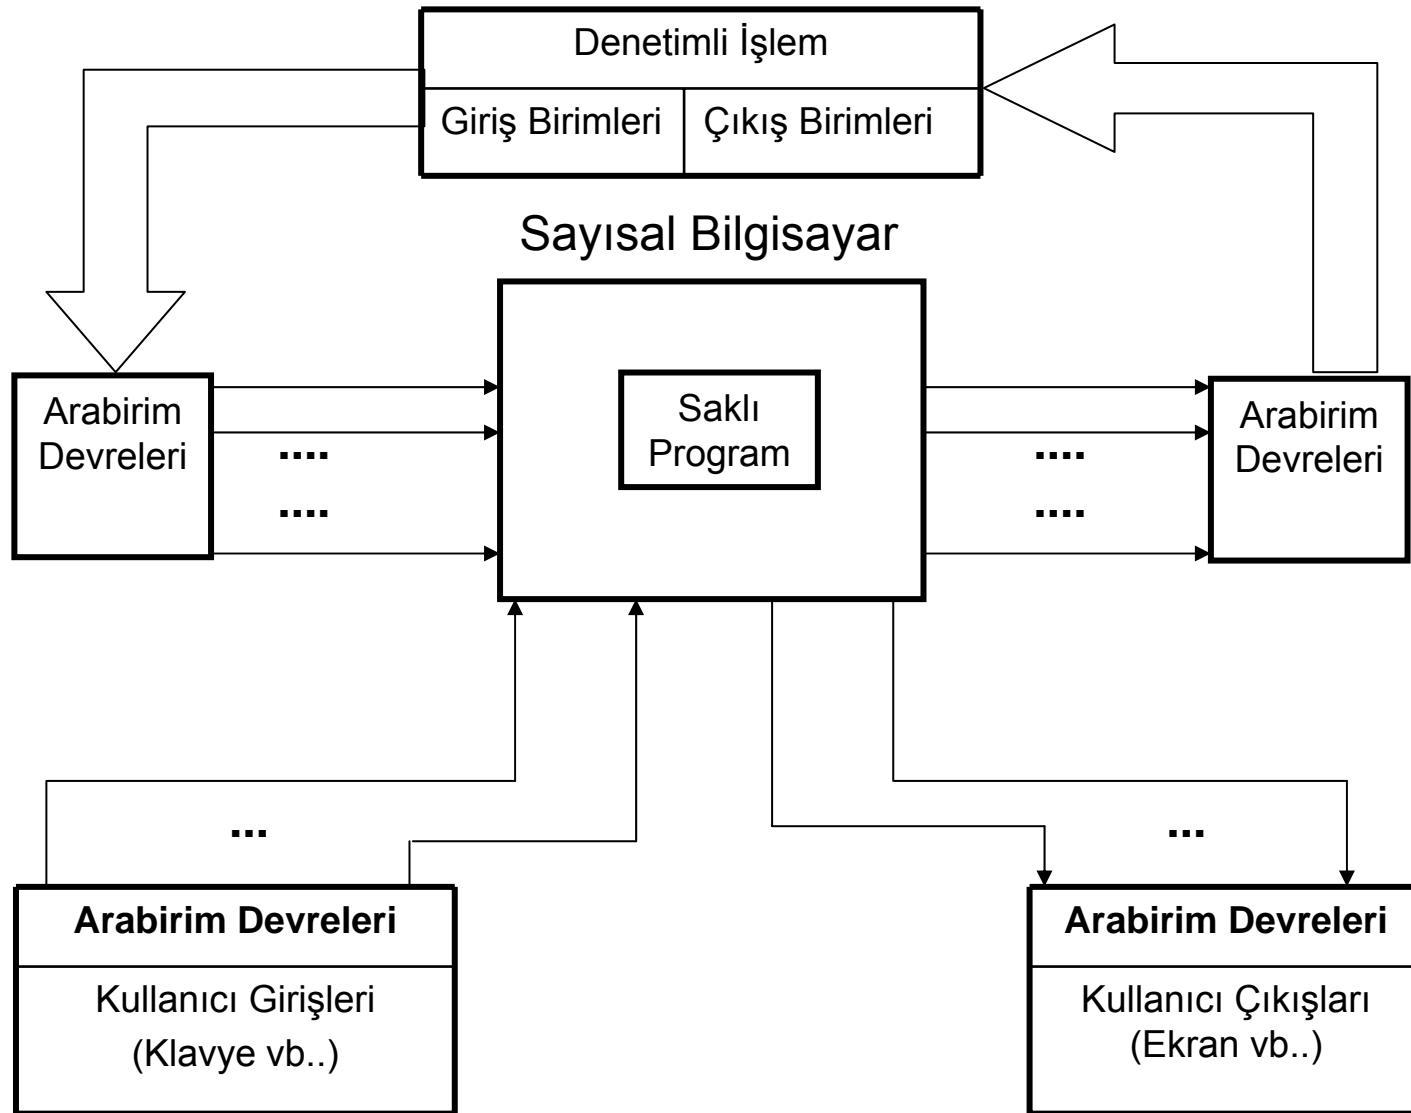 Denetimli İşlem
Giriş Birimleri
Çıkış Birimleri
Sayısal Bilgisayar
Arabirim
Devreleri
....
....
Saklı
Program
....
....
Arabirim
Devreleri
...
...
Arabirim Devreleri
Kullanıcı Girişleri
(Klavye vb..)
Arabirim Devreleri
Kullanıcı Çıkışları
(Ekran vb..)